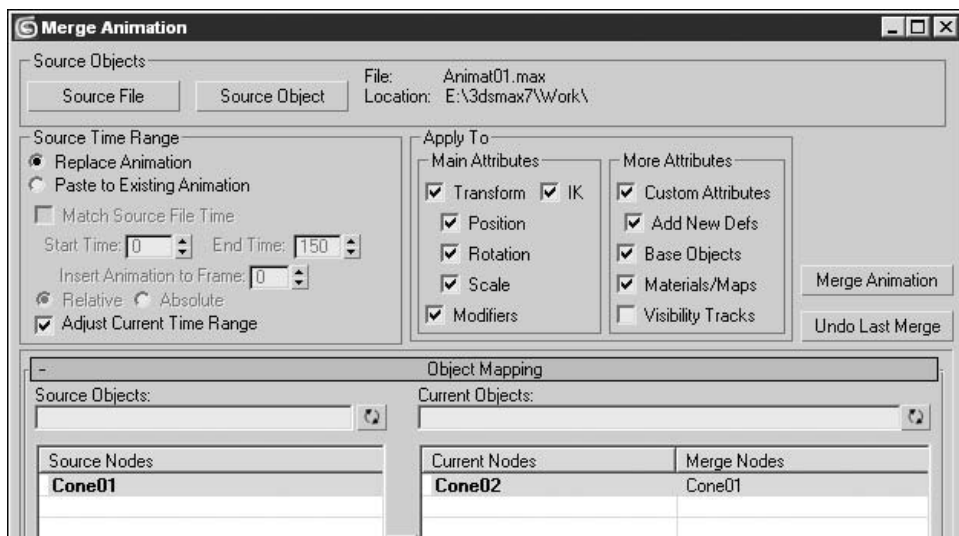 Merge Animation
Source Objects
Source File
Source Object
File: Animat01.max
Location: E:\3dsmax7\Work\
Source Time Range
Replace Animation
Paste to Existing Animation
Match Source File Time
Start Time: 0 End Time: 150
Insert Animation to Frame: 0
Relative Absolute
Adjust Current Time Range
Apply To
Main Attributes
Transform IK
Position
Rotation
Scale
Modifiers
More Attributes
Custom Attributes
Add New Defs
Base Objects
Materials/Maps
Visibility Tracks
Merge Animation
Undo Last Merge
- Object Mapping
Source Objects:
Current Objects:
Source Nodes
Cone01
Current Nodes Merge Nodes
Cone02 Cone01